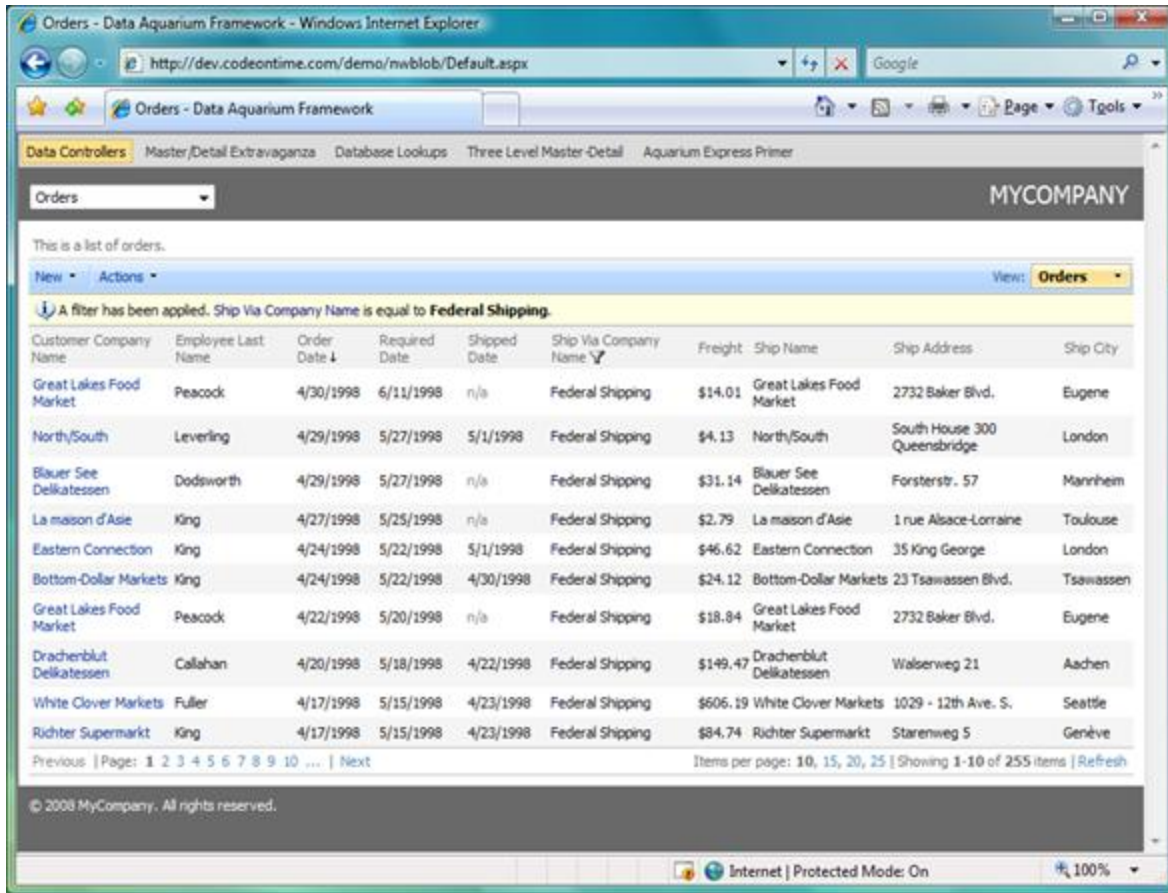 Orders - Data Aquarium Framework - Windows Internet Explorer
http://dev.codeontime.com/demo/nwblob/Default.aspx Google
Orders - Data Aquarium Framework Page Tools
Data Controllers Master/Detail Extravaganza Database Lookups Three Level Master-Detail Aquarium Express Primer
Orders MYCOMPANY
This is a list of orders.
New Actions View: Orders
A filter has been applied. Ship Via Company Name is equal to Federal Shipping.
Customer Company Name Employee Last Name Order Date Required Date Shipped Date Ship Via Company Name Freight Ship Name Ship Address Ship City
Great Lakes Food Market Peacock 4/30/1998 6/11/1998 n/a Federal Shipping $14.01 Great Lakes Food Market 2732 Baker Blvd. Eugene
North/South Leverling 4/29/1998 5/27/1998 5/1/1998 Federal Shipping $4.13 North/South South House 300 Queensbridge London
Blauer See Delikatessen Dodsworth 4/29/1998 5/27/1998 n/a Federal Shipping $31.14 Blauer See Delikatessen Forsterstr. 57 Mannheim
La maison d'Asie King 4/27/1998 5/25/1998 n/a Federal Shipping $2.79 La maison d'Asie 1 rue Alsace-Lorraine Toulouse
Eastern Connection King 4/24/1998 5/22/1998 5/1/1998 Federal Shipping $46.62 Eastern Connection 35 King George London
Bottom-Dollar Markets King 4/24/1998 5/22/1998 4/30/1998 Federal Shipping $24.12 Bottom-Dollar Markets 23 Tsawassen Blvd. Tsawassen
Great Lakes Food Market Peacock 4/22/1998 5/20/1998 n/a Federal Shipping $18.84 Great Lakes Food Market 2732 Baker Blvd. Eugene
Drachenblut Delikatessen Callahan 4/20/1998 5/18/1998 4/22/1998 Federal Shipping $149.47 Drachenblut Delikatessen Walserweg 21 Aachen
White Clover Markets Fuller 4/17/1998 5/15/1998 4/23/1998 Federal Shipping $606.19 White Clover Markets 1029 - 12th Ave. S. Seattle
Richter Supermarkt King 4/17/1998 5/15/1998 4/23/1998 Federal Shipping $84.74 Richter Supermarkt Starenweg 5 Genève
Previous | Page: 1 2 3 4 5 6 7 8 9 10 ... | Next Items per page: 10, 15, 20, 25 | Showing 1-10 of 255 items | Refresh
© 2008 MyCompany. All rights reserved.
Internet | Protected Mode: On 100%